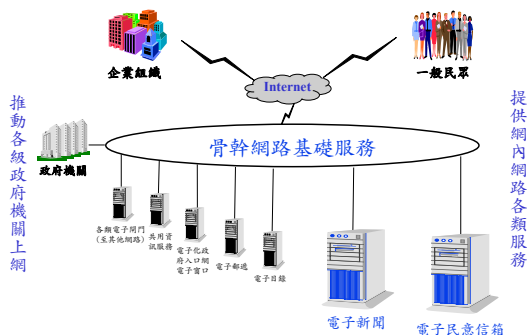 企業組織
一般民眾
Internet
推動各級政府機關上網
提供網內網路各類服務
政府機關
骨幹網路基礎服務
各類電子閘門
(至其他網路)
共用資
訊服務
電子化政
府入口網
電子窗口
電子郵遞
電子目錄
電子新聞
電子民意信箱